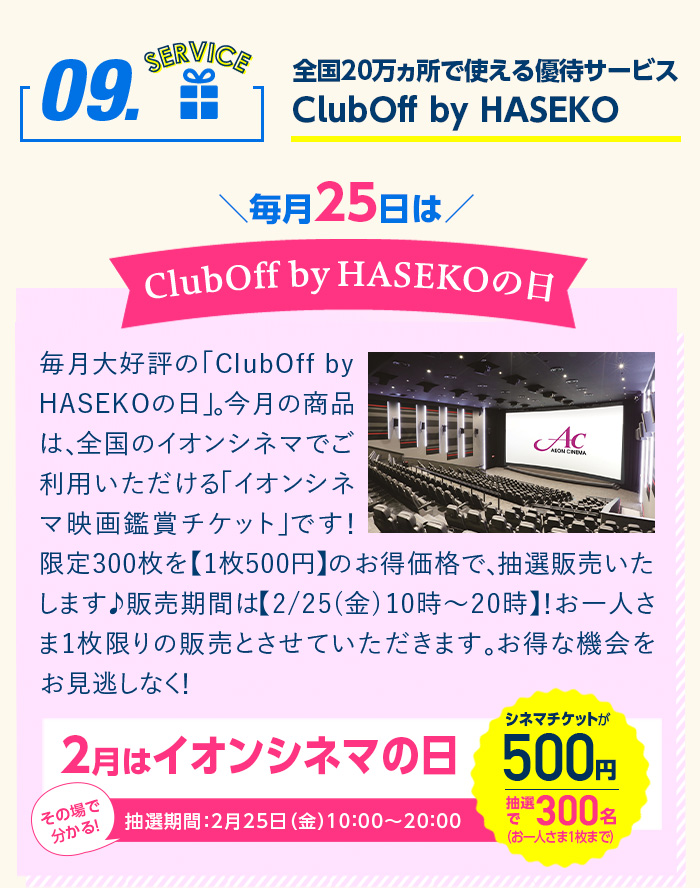 09.
SERVICE
全国20万ヵ所で使える優待サービス
ClubOff by HASEKO
毎月25日は
ClubOff by HASEKOの日
毎月大好評の「ClubOff by
HASEKOの日」。今月の商品
は、全国のイオンシネマでご
利用いただける「イオンシネ
マ映画鑑賞チケット」です！
限定300枚を【1枚500円】のお得価格で、抽選販売いた
します♪販売期間は【2/25(金)10時～20時】！お一人さ
ま1枚限りの販売とさせていただきます。お得な機会を
お見逃しなく！
Ac
AEON CINEMA
2月はイオンシネマの日
その場で
分かる！
抽選期間：2月25日（金）10:00～20:00
シネマチケットが
500円
抽選で300名
(お一人さま1枚まで)